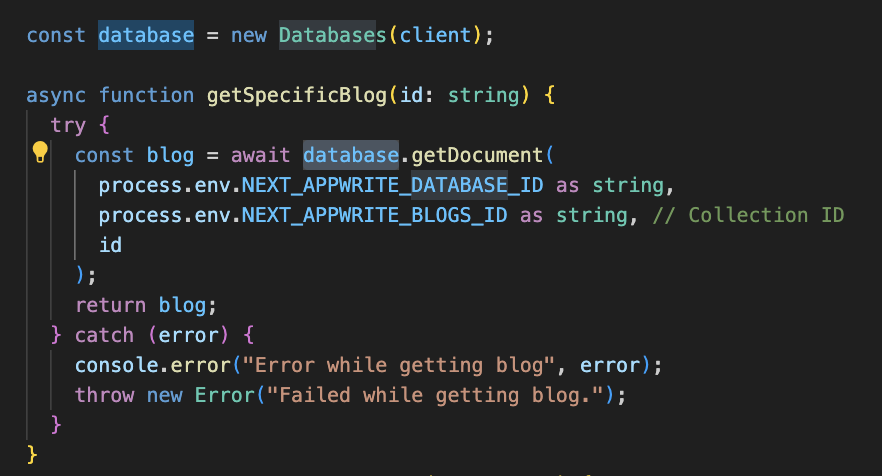 const database = new Databases(client);
async function getSpecificBlog(id: string) {
try {
const blog = await database.getDocument(
process.env.NEXT_APPWRITE_DATABASE_ID as string,
process.env.NEXT_APPWRITE_BLOGS_ID as string, // Collection ID
id
);
return blog;
} catch (error) {
console.error("Error while getting blog", error);
throw new Error("Failed while getting blog.");
}
}